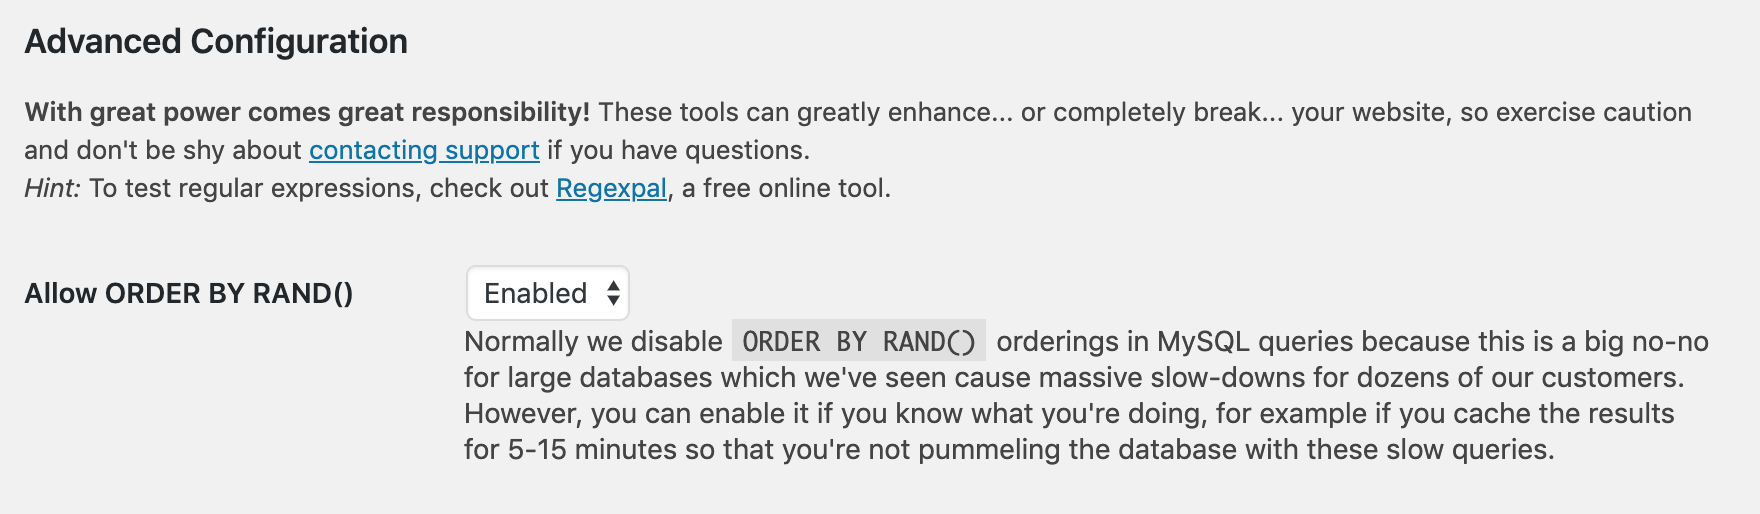 Advanced Configuration
With great power comes great responsibility! These tools can greatly enhance... or completely break... your website, so exercise caution
and don't be shy about contacting support if you have questions.
Hint: To test regular expressions, check out Regexpal, a free online tool.
Allow ORDER BY RAND()
Enabled
Normally we disable ORDER BY RAND() orderings in MySQL queries because this is a big no-no
for large databases which we've seen cause massive slow-downs for dozens of our customers.
However, you can enable it if you know what you're doing, for example if you cache the results
for 5-15 minutes so that you're not pummeling the database with these slow queries.